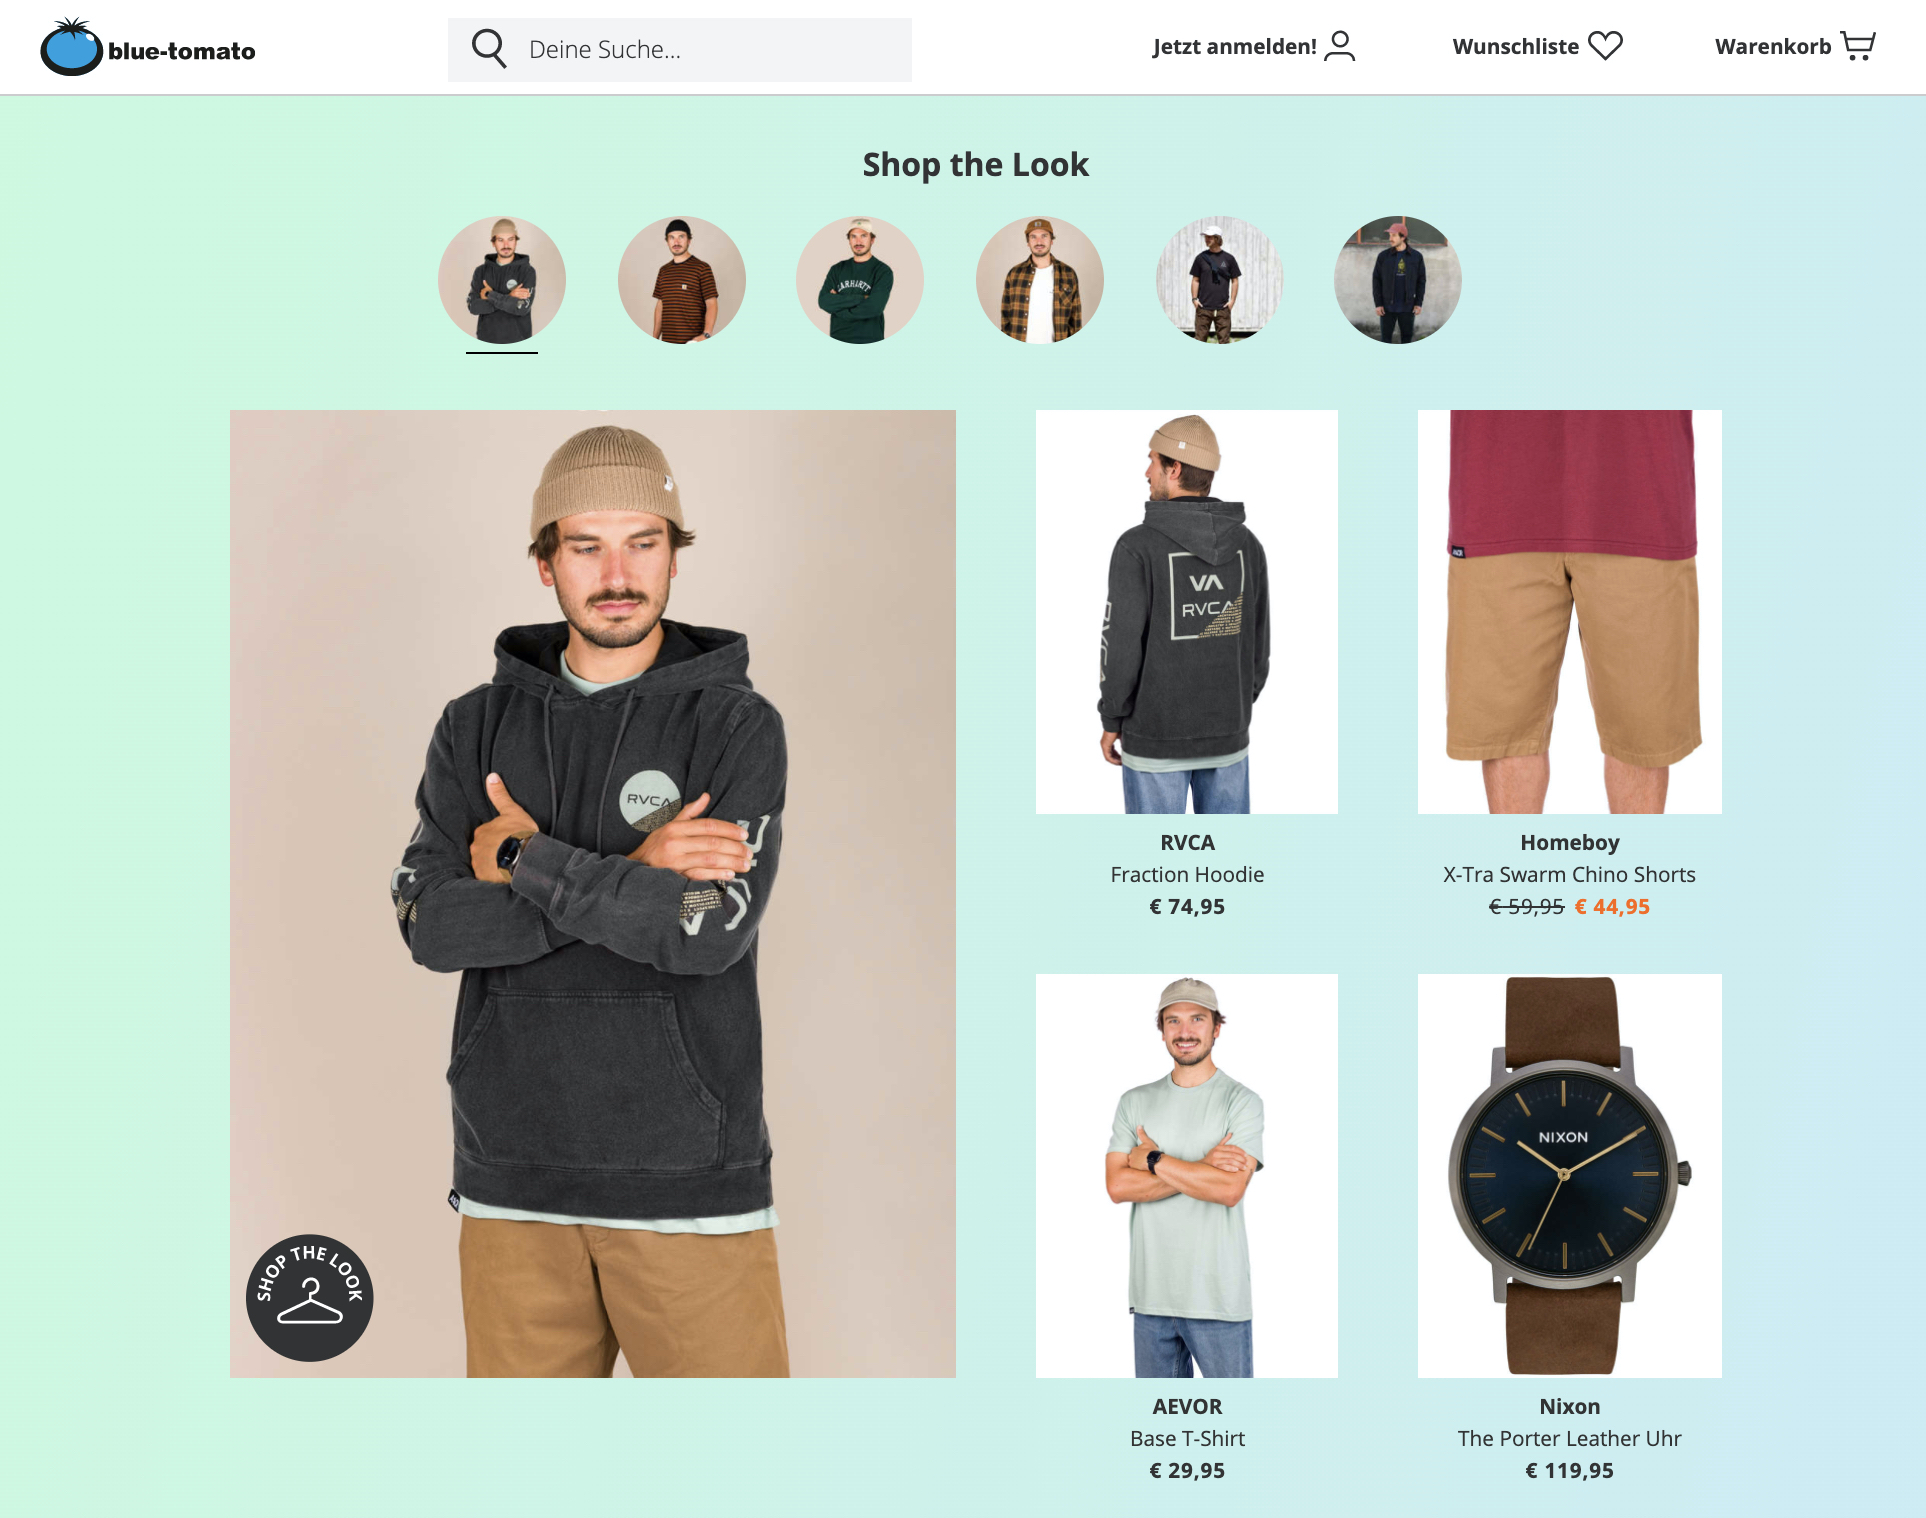 blue-tomato
Deine Suche...
Jetzt anmelden!
Wunschliste
Warenkorb
Shop the Look
CARHARTT
RVCA
SHOP THE LOOK
VA
RVCA
RVCA
RVCA
Fraction Hoodie
€ 74,95
Homeboy
X-Tra Swarm Chino Shorts
€ 59,95 € 44,95
NIXON
AEVOR
Base T-Shirt
€ 29,95
Nixon
The Porter Leather Uhr
€ 119,95